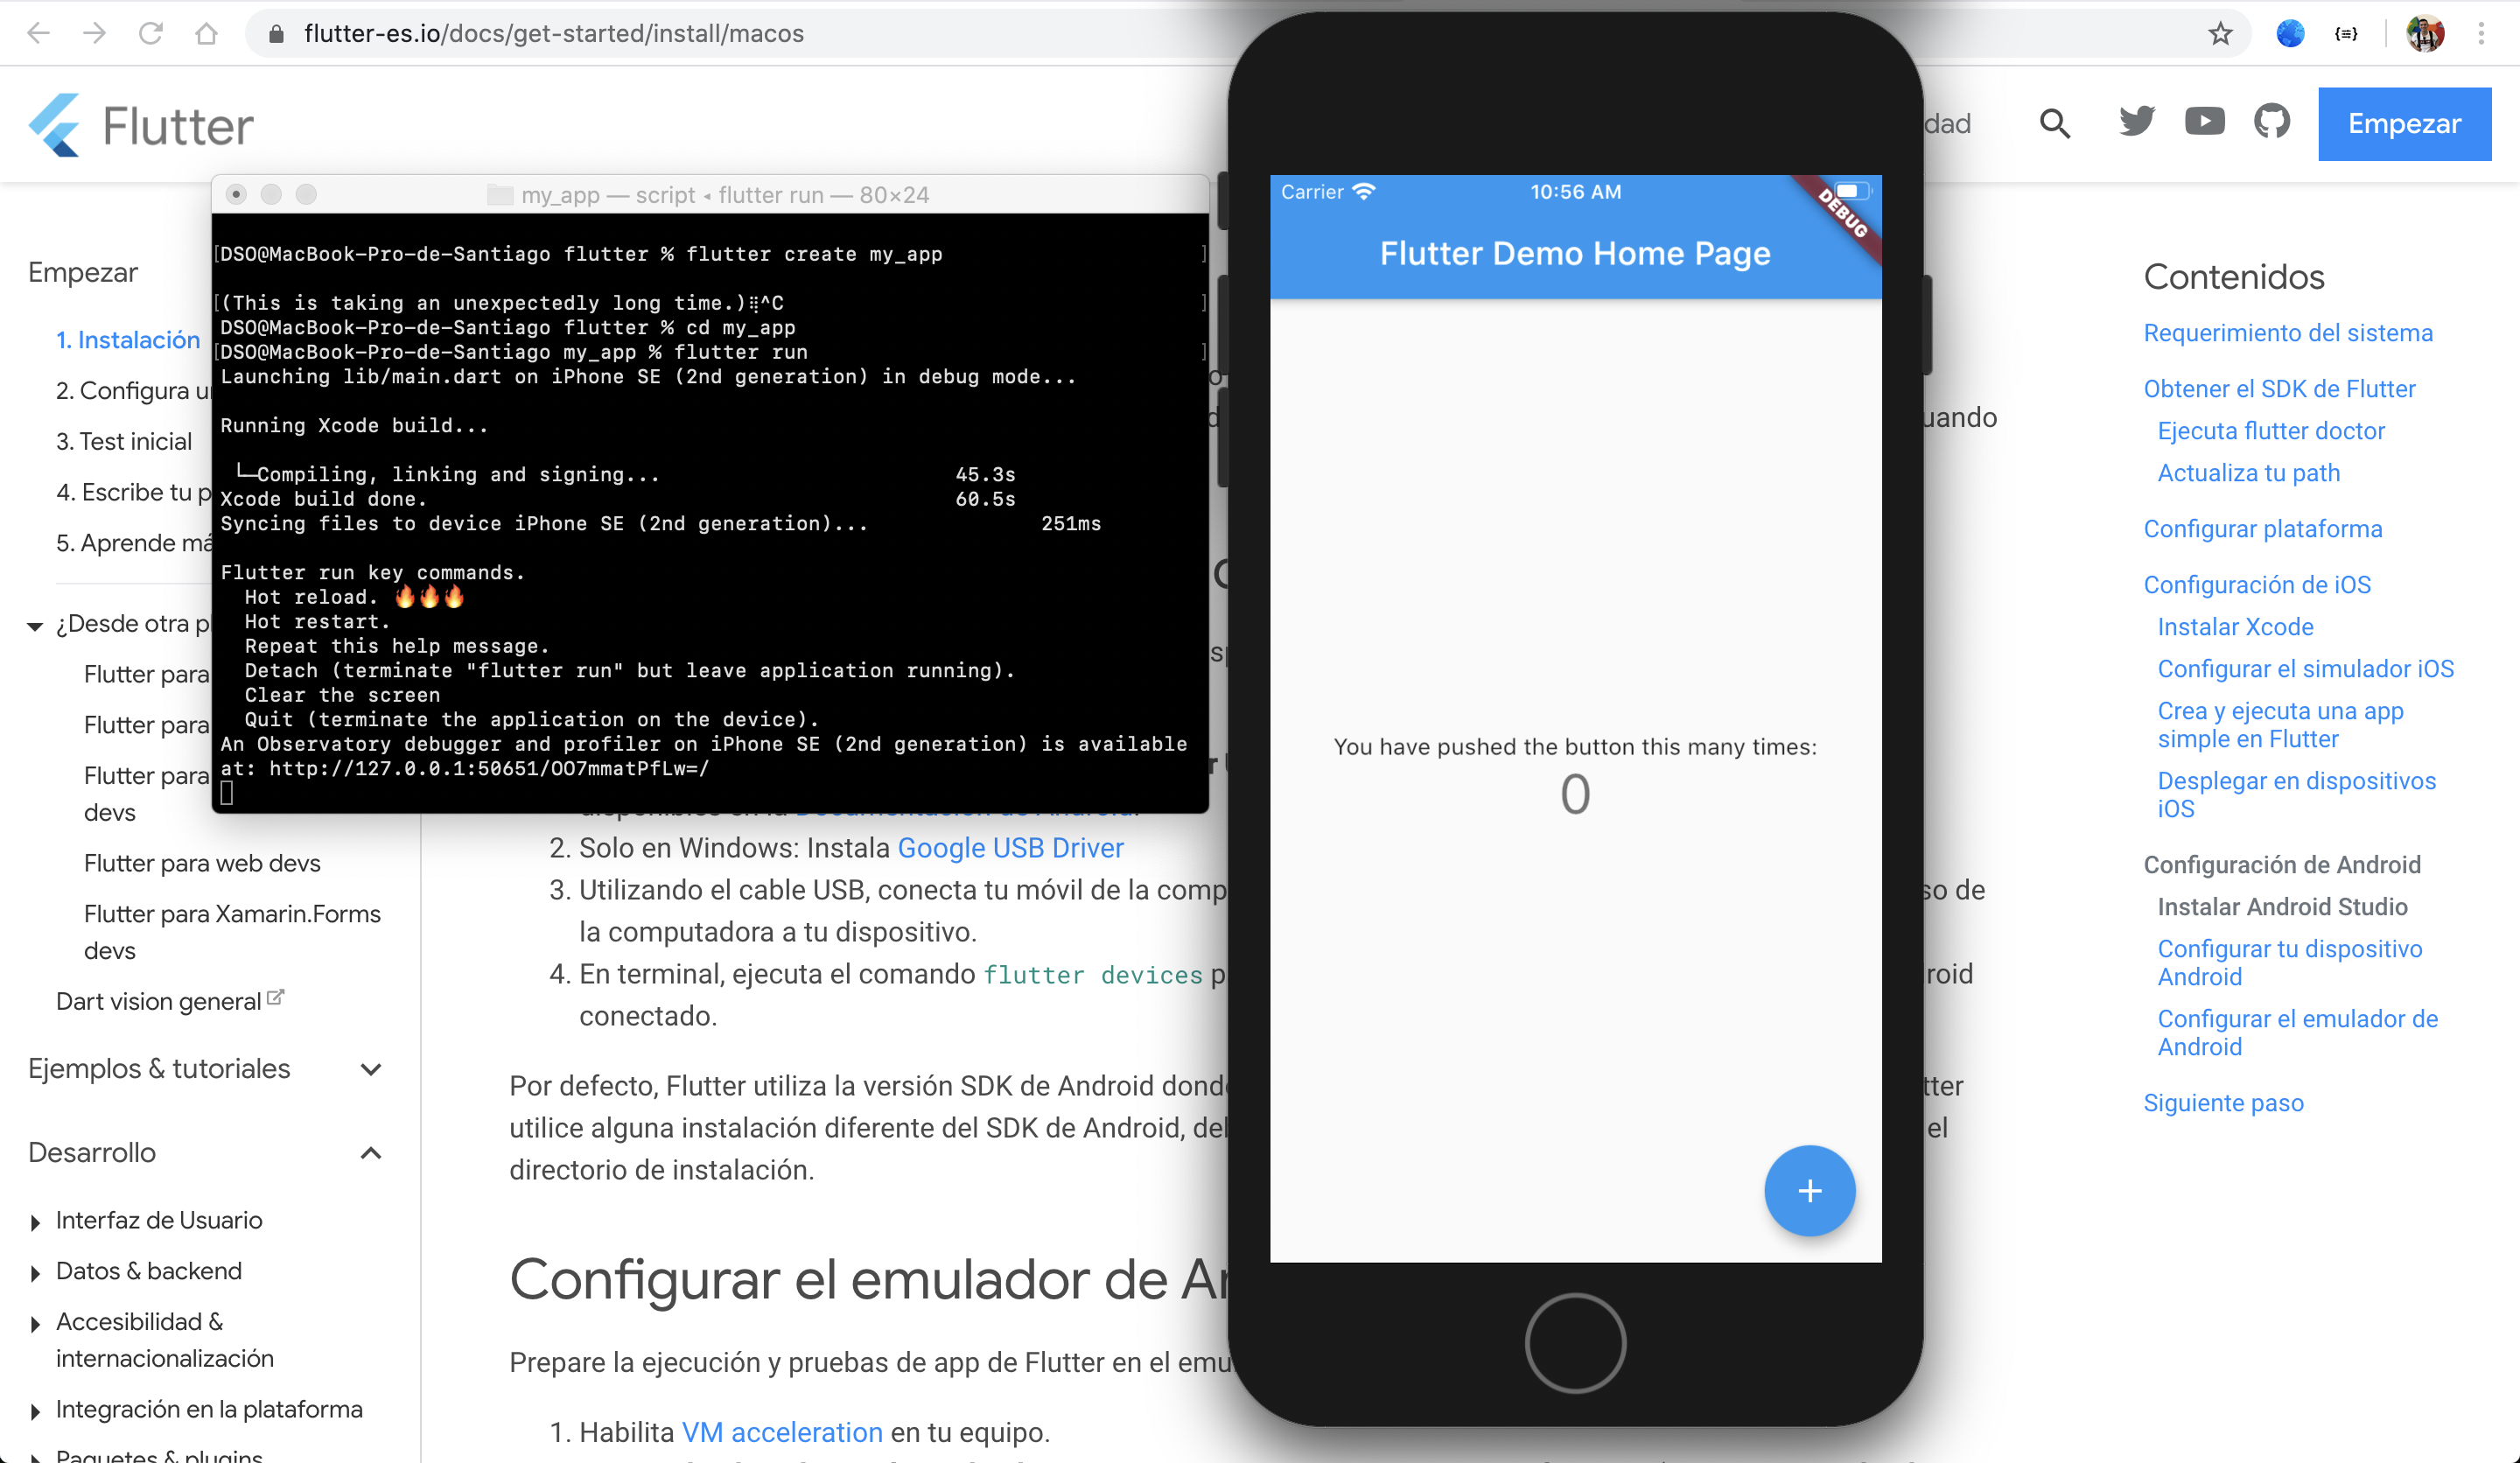 flutter-es.io/docs/get-started/install/macos
{≡}
Flutter
dad
Empezar
my_app — script ◂ flutter run — 80×24
[DSO@MacBook-Pro-de-Santiago flutter % flutter create my_app ]
[(This is taking an unexpectedly long time.)⢿^C ]
DSO@MacBook-Pro-de-Santiago flutter % cd my_app
[DSO@MacBook-Pro-de-Santiago my_app % flutter run ]
Launching lib/main.dart on iPhone SE (2nd generation) in debug mode...
Running Xcode build...
└─Compiling, linking and signing... 45.3s
Xcode build done. 60.5s
Syncing files to device iPhone SE (2nd generation)... 251ms
Flutter run key commands.
Hot reload. 🔥🔥🔥
Hot restart.
Repeat this help message.
Detach (terminate "flutter run" but leave application running).
Clear the screen
Quit (terminate the application on the device).
An Observatory debugger and profiler on iPhone SE (2nd generation) is available
at: http://127.0.0.1:50651/OO7mmatPfLw=/
Carrier 10:56 AM
DEBUG
Flutter Demo Home Page
You have pushed the button this many times:
0
+
Empezar
1. Instalación
2. Configura u
3. Test inicial
4. Escribe tu p
5. Aprende má
¿Desde otra pl
Flutter para
Flutter para
Flutter para
devs
Flutter para web devs
Flutter para Xamarin.Forms
devs
Dart vision general
Ejemplos & tutoriales
Desarrollo
Interfaz de Usuario
Datos & backend
Accesibilidad &
internacionalización
Integración en la plataforma
Paquetes & plugins
uando
disponibles en la Documentación de Android.
2. Solo en Windows: Instala Google USB Driver
3. Utilizando el cable USB, conecta tu móvil de la comp so de
la computadora a tu dispositivo.
4. En terminal, ejecuta el comando flutter devices p roid
conectado.
Por defecto, Flutter utiliza la versión SDK de Android dond tter
utilice alguna instalación diferente del SDK de Android, de el
directorio de instalación.
Configurar el emulador de An
Prepare la ejecución y pruebas de app de Flutter en el emu
1. Habilita VM acceleration en tu equipo.
Contenidos
Requerimiento del sistema
Obtener el SDK de Flutter
Ejecuta flutter doctor
Actualiza tu path
Configurar plataforma
Configuración de iOS
Instalar Xcode
Configurar el simulador iOS
Crea y ejecuta una app
simple en Flutter
Desplegar en dispositivos
iOS
Configuración de Android
Instalar Android Studio
Configurar tu dispositivo
Android
Configurar el emulador de
Android
Siguiente paso